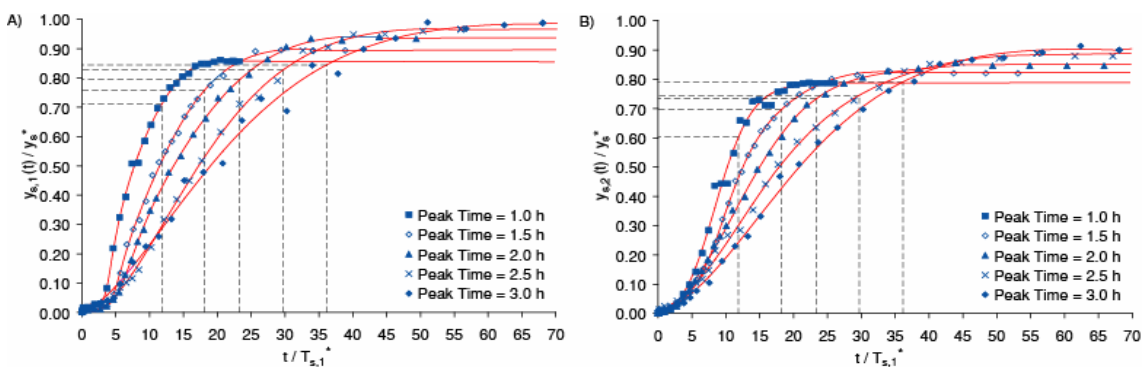 A)
y_s,1(t) / y_s*
1.00
0.90
0.80
0.70
0.60
0.50
0.40
0.30
0.20
0.10
0.00
Peak Time = 1.0 h
Peak Time = 1.5 h
Peak Time = 2.0 h
Peak Time = 2.5 h
Peak Time = 3.0 h
0 5 10 15 20 25 30 35 40 45 50 55 60 65 70
t / T_s,1*
B)
y_s,2(t) / y_s*
1.00
0.90
0.80
0.70
0.60
0.50
0.40
0.30
0.20
0.10
0.00
Peak Time = 1.0 h
Peak Time = 1.5 h
Peak Time = 2.0 h
Peak Time = 2.5 h
Peak Time = 3.0 h
0 5 10 15 20 25 30 35 40 45 50 55 60 65 70
t / T_s,1*